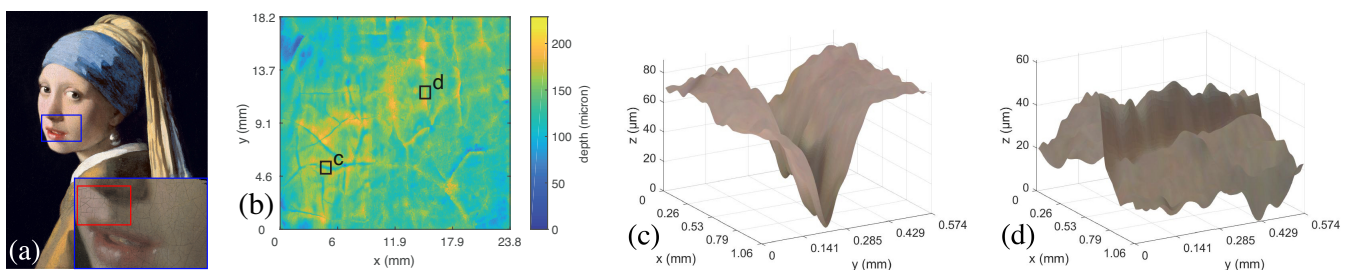 (a)
(b)
18.2
13.7
9.1
4.6
0
y (mm)
0 6 11.9 17.9 23.8
x (mm)
c
d
200
150
100
50
0
depth (micron)
(c)
80
60
40
20
0
z (μm)
0
0.26
0.53
0.79
1.06
x (mm)
0
0.141
0.285
0.429
0.574
y (mm)
(d)
60
40
20
0
z (μm)
0
0.26
0.53
0.79
1.06
x (mm)
0
0.141
0.285
0.429
0.574
y (mm)